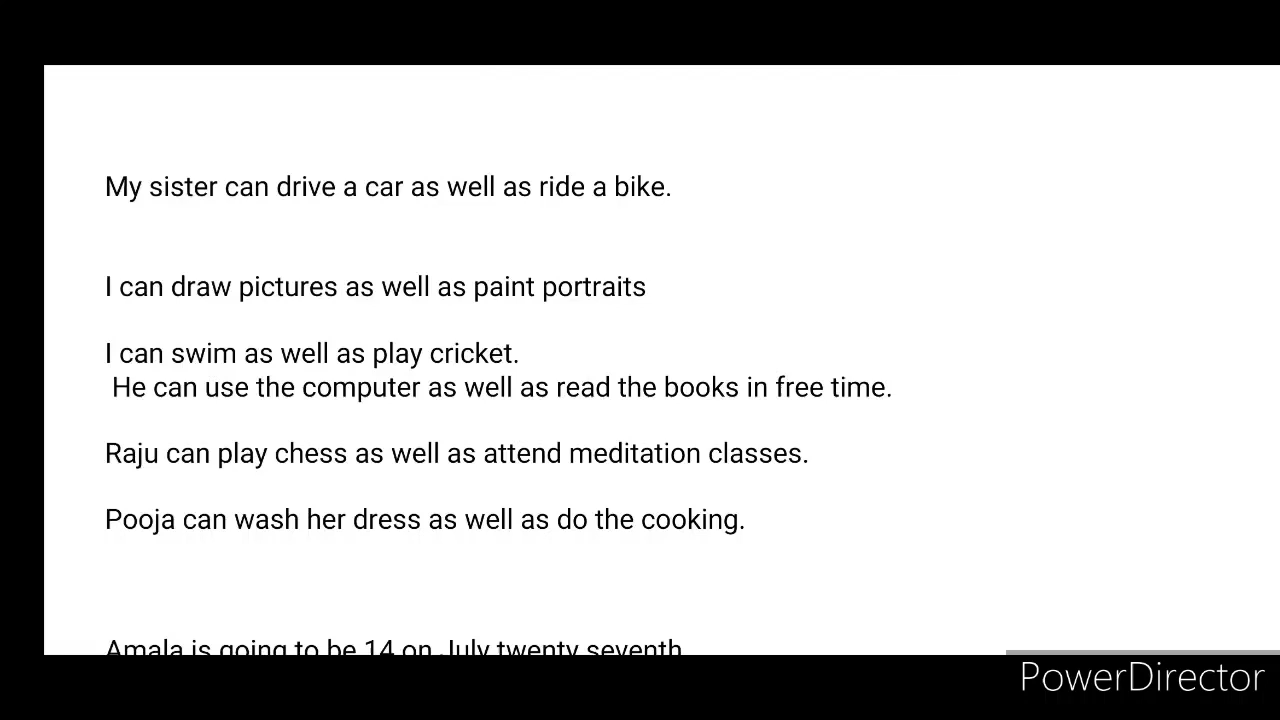 My sister can drive a car as well as ride a bike.
I can draw pictures as well as paint portraits
I can swim as well as play cricket.
He can use the computer as well as read the books in free time.
Raju can play chess as well as attend meditation classes.
Pooja can wash her dress as well as do the cooking.
Amala is going to be 14 on July twenty seventh
PowerDirector